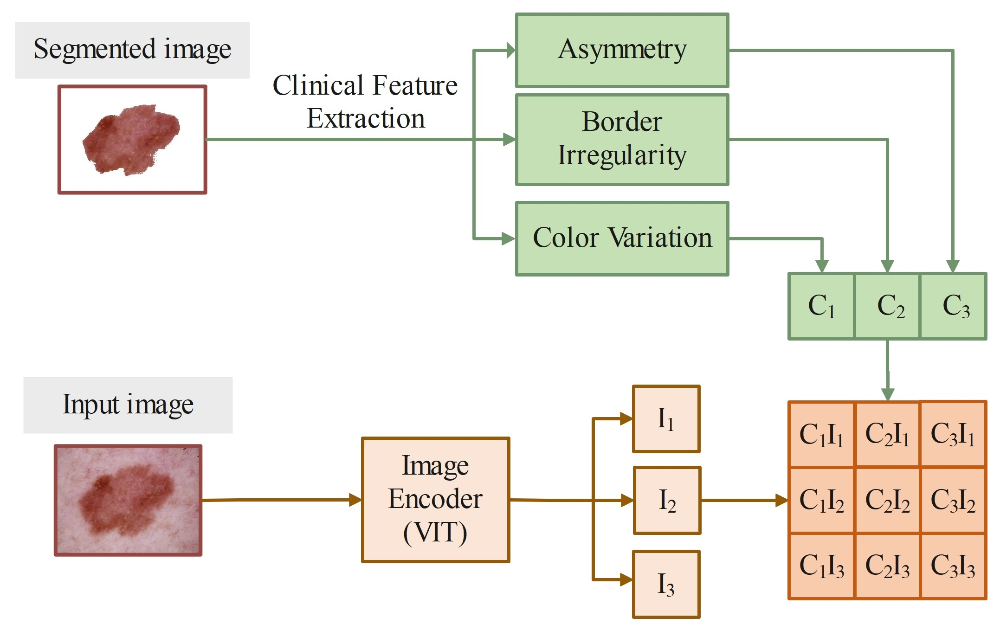 Segmented image
Clinical Feature
Extraction
Asymmetry
Border
Irregularity
Color Variation
C₁ C₂ C₃
Input image
Image
Encoder
(VIT)
I₁
I₂
I₃
C₁I₁ C₂I₁ C₃I₁
C₁I₂ C₂I₂ C₃I₂
C₁I₃ C₂I₃ C₃I₃